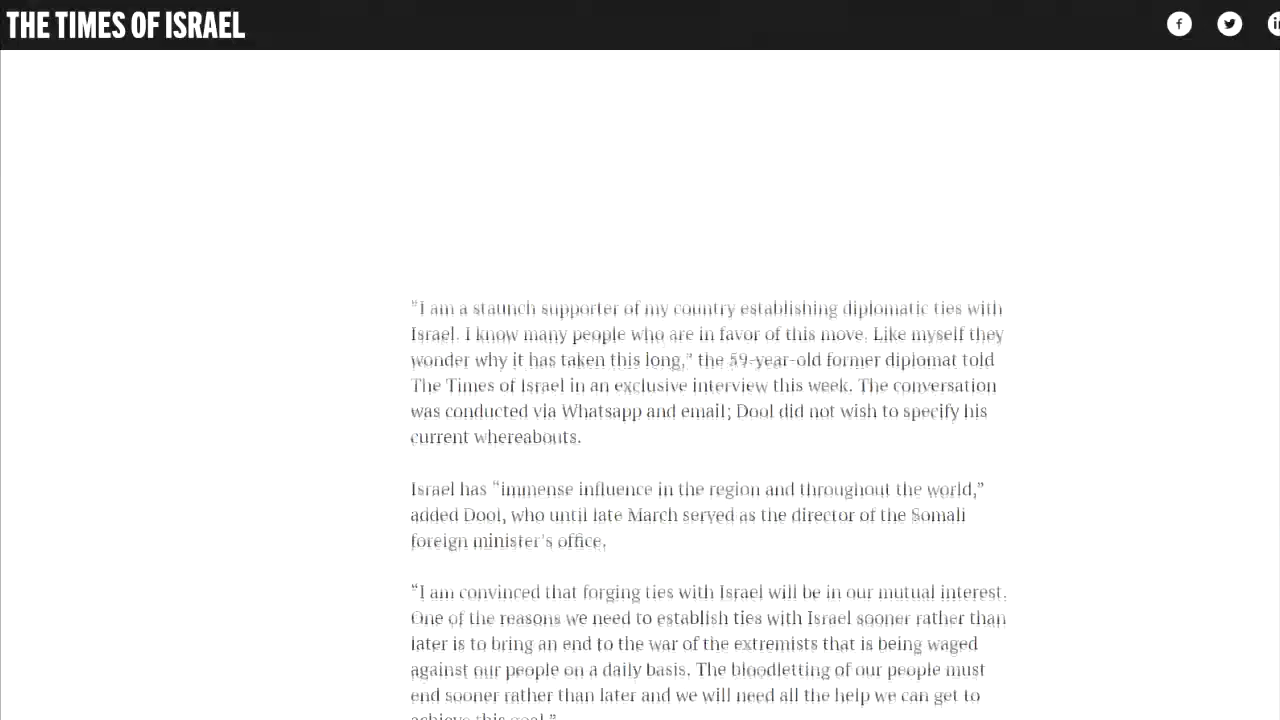 THE TIMES OF ISRAEL
"I am a staunch supporter of my country establishing diplomatic ties with
Israel. I know many people who are in favor of this move. Like myself they
wonder why it has taken this long,” the 59-year-old former diplomat told
The Times of Israel in an exclusive interview this week. The conversation
was conducted via Whatsapp and email; Dool did not wish to specify his
current whereabouts.
Israel has “immense influence in the region and throughout the world,”
added Dool, who until late March served as the director of the Somali
foreign minister's office.
“I am convinced that forging ties with Israel will be in our mutual interest.
One of the reasons we need to establish ties with Israel sooner rather than
later is to bring an end to the war of the extremists that is being waged
against our people on a daily basis. The bloodletting of our people must
end sooner rather than later and we will need all the help we can get to
achieve this goal.”